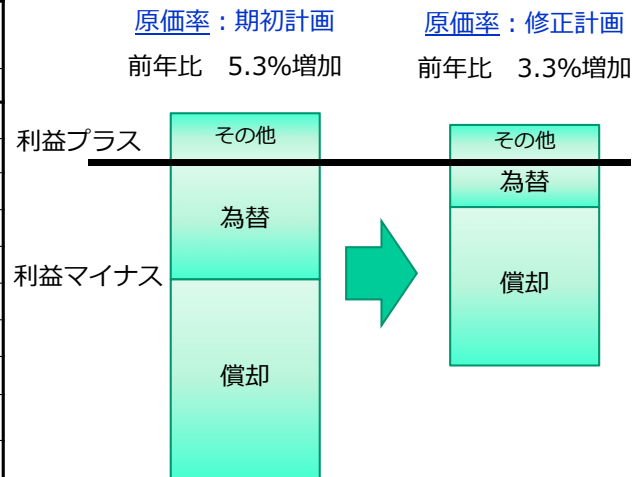 原価率：期初計画
前年比　5.3%増加
原価率：修正計画
前年比　3.3%増加
利益プラス
その他
その他
為替
為替
利益マイナス
償却
償却